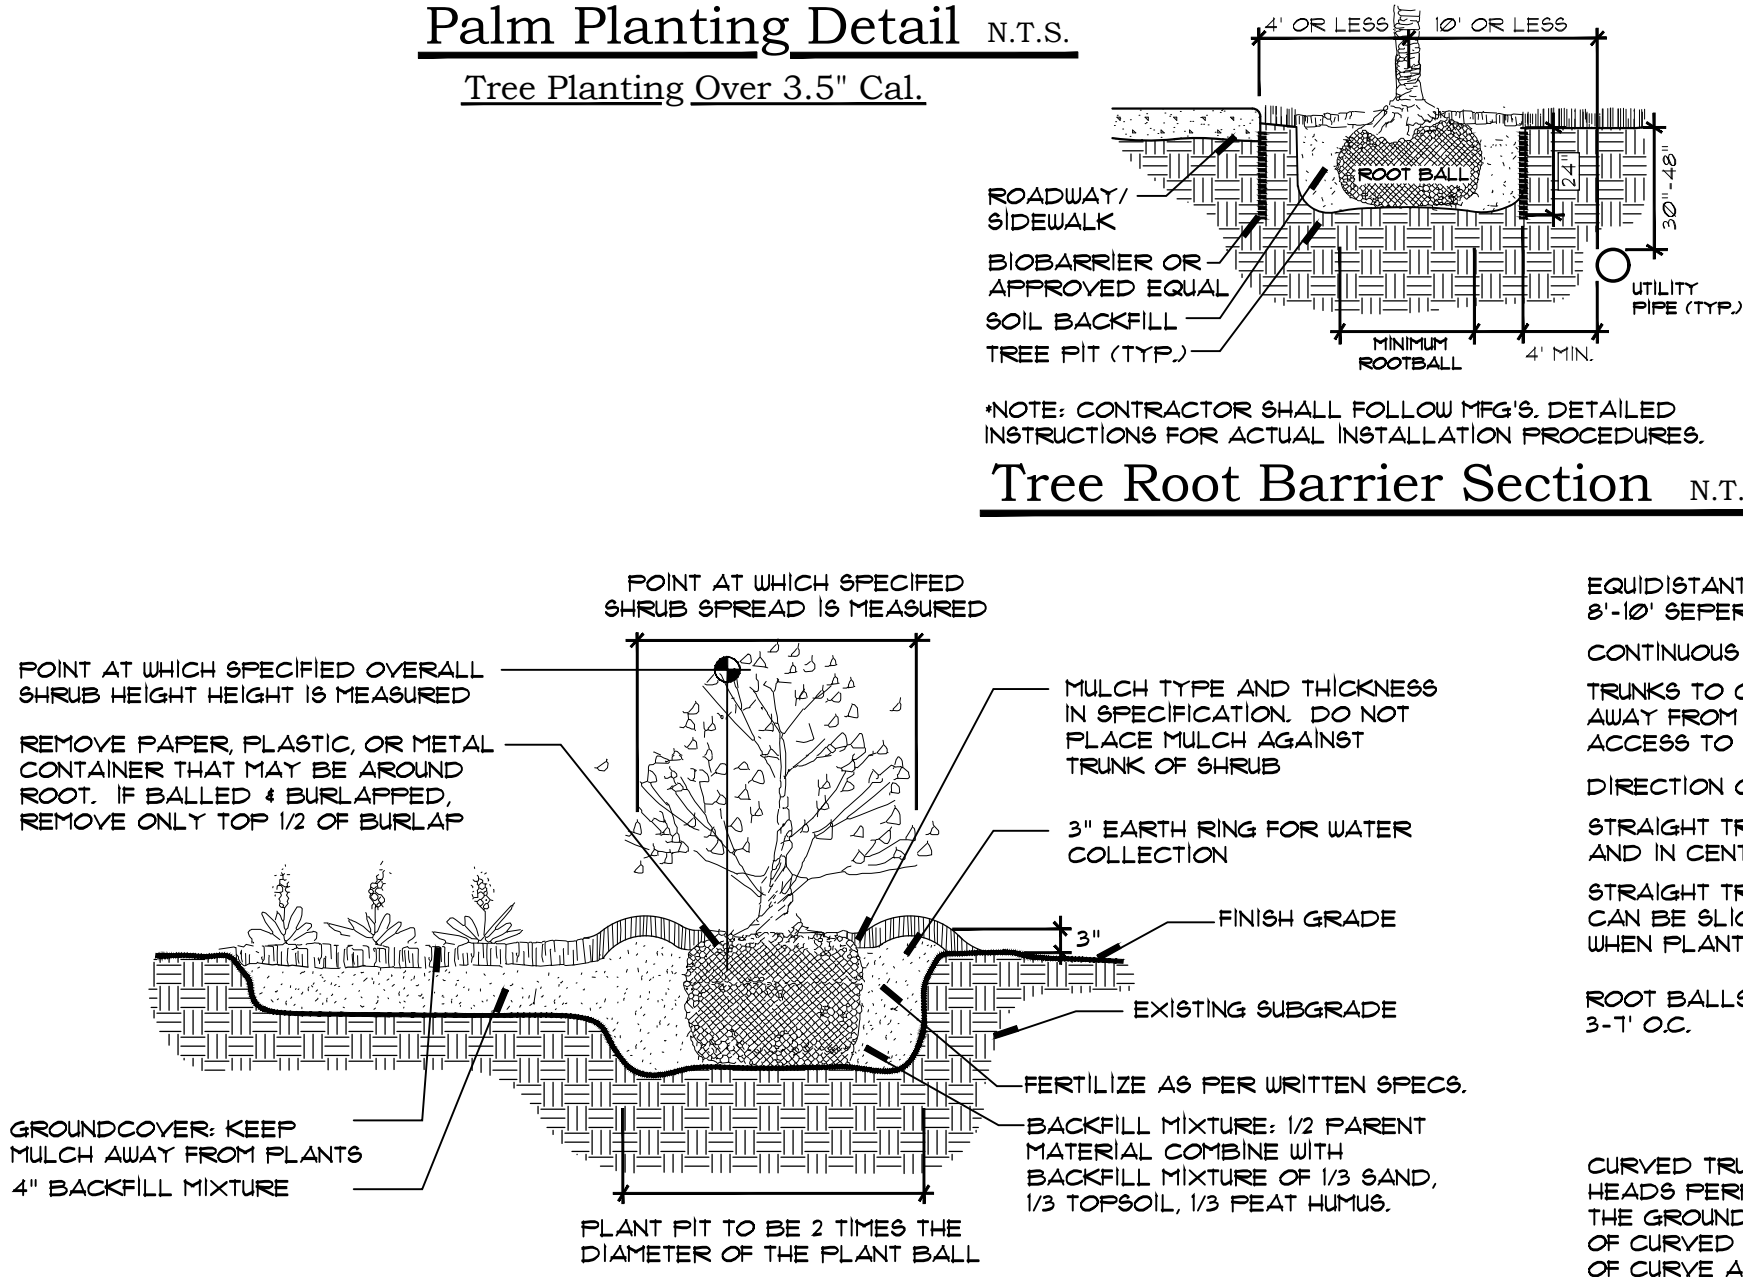 Palm Planting Detail N.T.S.
Tree Planting Over 3.5" Cal.
4' OR LESS 10' OR LESS
ROOT BALL
24"
30"-48"
ROADWAY/
SIDEWALK
BIOBARRIER OR
APPROVED EQUAL
SOIL BACKFILL
TREE PIT (TYP.)
UTILITY
PIPE (TYP.)
MINIMUM
ROOTBALL
4' MIN.
*NOTE: CONTRACTOR SHALL FOLLOW MFG'S. DETAILED
INSTRUCTIONS FOR ACTUAL INSTALLATION PROCEDURES.
Tree Root Barrier Section N.T.
POINT AT WHICH SPECIFED
SHRUB SPREAD IS MEASURED
POINT AT WHICH SPECIFIED OVERALL
SHRUB HEIGHT HEIGHT IS MEASURED
REMOVE PAPER, PLASTIC, OR METAL
CONTAINER THAT MAY BE AROUND
ROOT. IF BALLED & BURLAPPED,
REMOVE ONLY TOP 1/2 OF BURLAP
MULCH TYPE AND THICKNESS
IN SPECIFICATION. DO NOT
PLACE MULCH AGAINST
TRUNK OF SHRUB
3" EARTH RING FOR WATER
COLLECTION
FINISH GRADE
3"
EXISTING SUBGRADE
FERTILIZE AS PER WRITTEN SPECS.
BACKFILL MIXTURE: 1/2 PARENT
MATERIAL COMBINE WITH
BACKFILL MIXTURE OF 1/3 SAND,
1/3 TOPSOIL, 1/3 PEAT HUMUS.
GROUNDCOVER: KEEP
MULCH AWAY FROM PLANTS
4" BACKFILL MIXTURE
PLANT PIT TO BE 2 TIMES THE
DIAMETER OF THE PLANT BALL
EQUIDISTANT
8'-10' SEPER
CONTINUOUS
TRUNKS TO
AWAY FROM
ACCESS TO
DIRECTION
STRAIGHT TR
AND IN CENT
STRAIGHT TR
CAN BE SLIG
WHEN PLANT
ROOT BALLS
3-7' O.C.
CURVED TRU
HEADS PER
THE GROUND
OF CURVED
OF CURVE A